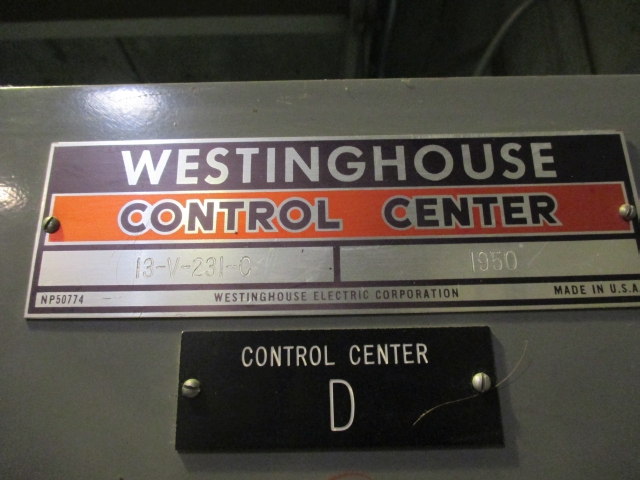 WESTINGHOUSE
CONTROL CENTER
13-V-231-C 1950
NP50774 WESTINGHOUSE ELECTRIC CORPORATION MADE IN U.S.A.
CONTROL CENTER
D